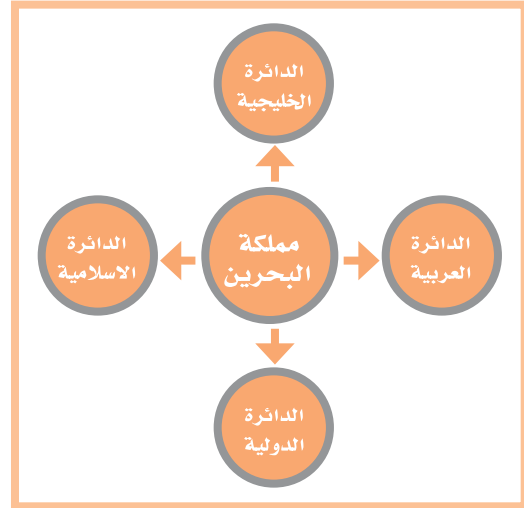 الدائرة
الخليجية
الدائرة
العربية
مملكة
البحرين
الدائرة
الاسلامية
الدائرة
الدولية